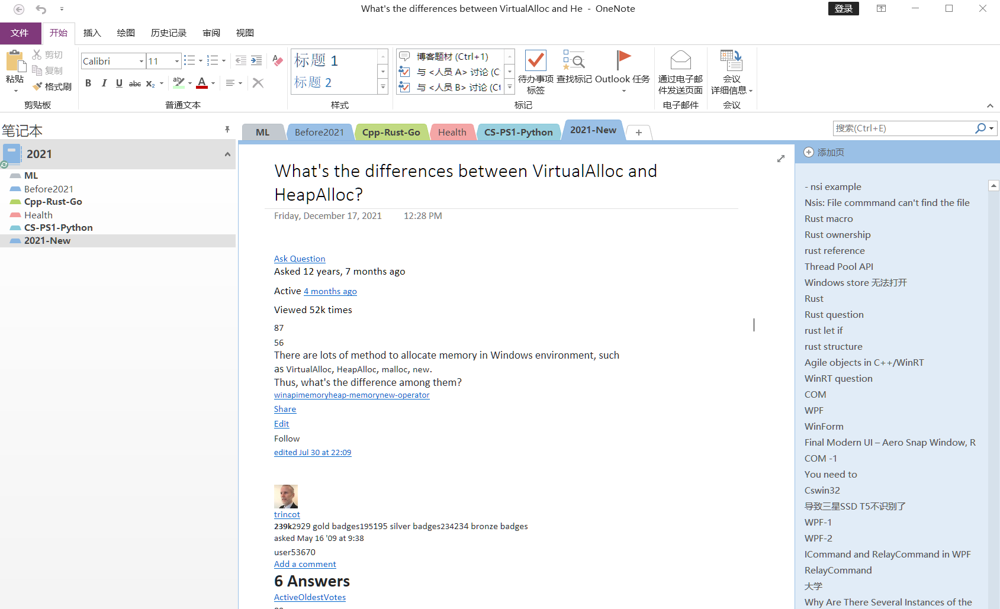 What's the differences between VirtualAlloc and He - OneNote
登录
文件
开始
插入
绘图
历史记录
审阅
视图
粘贴
剪切
复制
格式刷
剪贴板
Calibri
11
B I U abc x₂ ab A
普通文本
标题 1
标题 2
样式
博客题材 (Ctrl+1)
与 <人员 A> 讨论 (C
与 <人员 B> 讨论 (Ct
待办事项
标签
查找标记
Outlook 任务
标记
通过电子邮
件发送页面
电子邮件
会议
详细信息
会议
笔记本
2021
ML
Before2021
Cpp-Rust-Go
Health
CS-PS1-Python
2021-New
ML
Before2021
Cpp-Rust-Go
Health
CS-PS1-Python
2021-New
+
搜索(Ctrl+E)
What's the differences between VirtualAlloc and
HeapAlloc?
Friday, December 17, 2021 12:28 PM
Ask Question
Asked 12 years, 7 months ago
Active 4 months ago
Viewed 52k times
87
56
There are lots of method to allocate memory in Windows environment, such
as VirtualAlloc, HeapAlloc, malloc, new.
Thus, what's the difference among them?
winapimemoryheap-memorynew-operator
Share
Edit
Follow
edited Jul 30 at 22:09
trincot
239k2929 gold badges195195 silver badges234234 bronze badges
asked May 16 '09 at 9:38
user53670
Add a comment
6 Answers
ActiveOldestVotes
添加页
- nsi example
Nsis: File commmand can't find the file
Rust macro
Rust ownership
rust reference
Thread Pool API
Windows store 无法打开
Rust
Rust question
rust let if
rust structure
Agile objects in C++/WinRT
WinRT question
COM
WPF
WinForm
Final Modern UI – Aero Snap Window, R
COM -1
You need to
Cswin32
导致三星SSD T5不识别了
WPF-1
WPF-2
ICommand and RelayCommand in WPF
RelayCommand
大学
Why Are There Several Instances of the